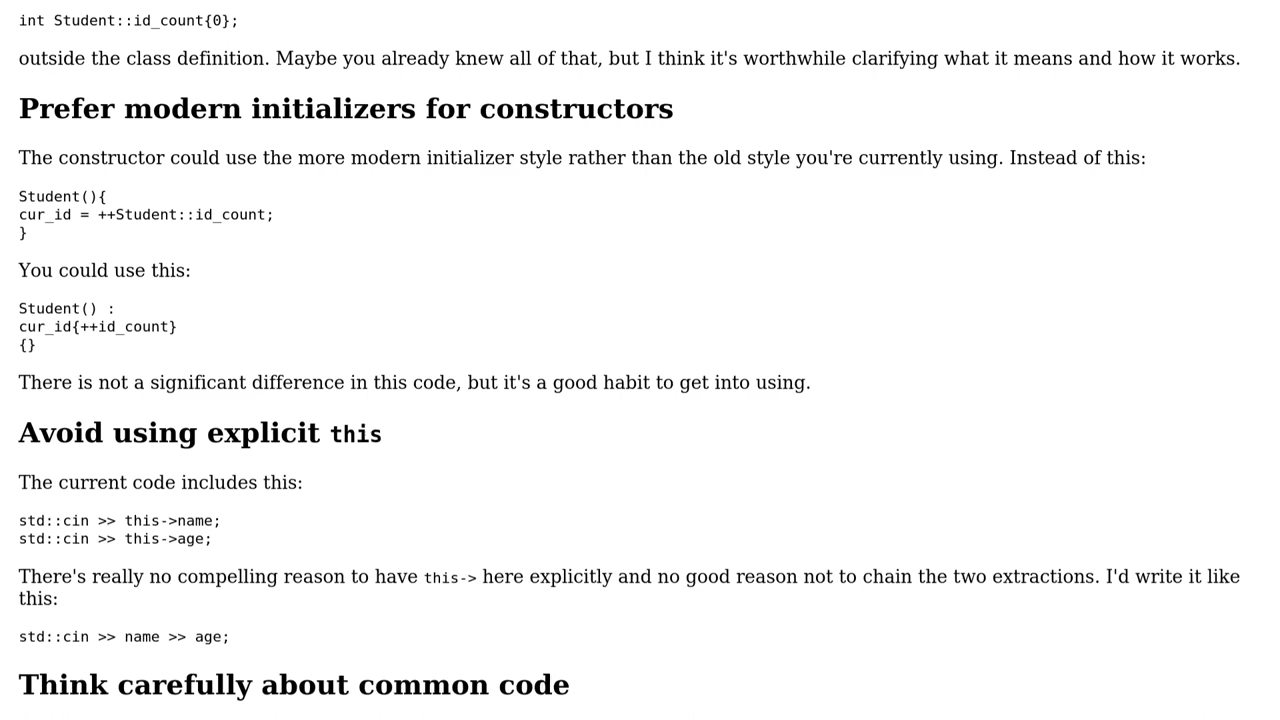 int Student::id_count{0};
outside the class definition. Maybe you already knew all of that, but I think it's worthwhile clarifying what it means and how it works.
Prefer modern initializers for constructors
The constructor could use the more modern initializer style rather than the old style you're currently using. Instead of this:
Student(){
cur_id = ++Student::id_count;
}
You could use this:
Student() :
cur_id{++id_count}
{}
There is not a significant difference in this code, but it's a good habit to get into using.
Avoid using explicit this
The current code includes this:
std::cin >> this->name;
std::cin >> this->age;
There's really no compelling reason to have this-> here explicitly and no good reason not to chain the two extractions. I'd write it like
this:
std::cin >> name >> age;
Think carefully about common code